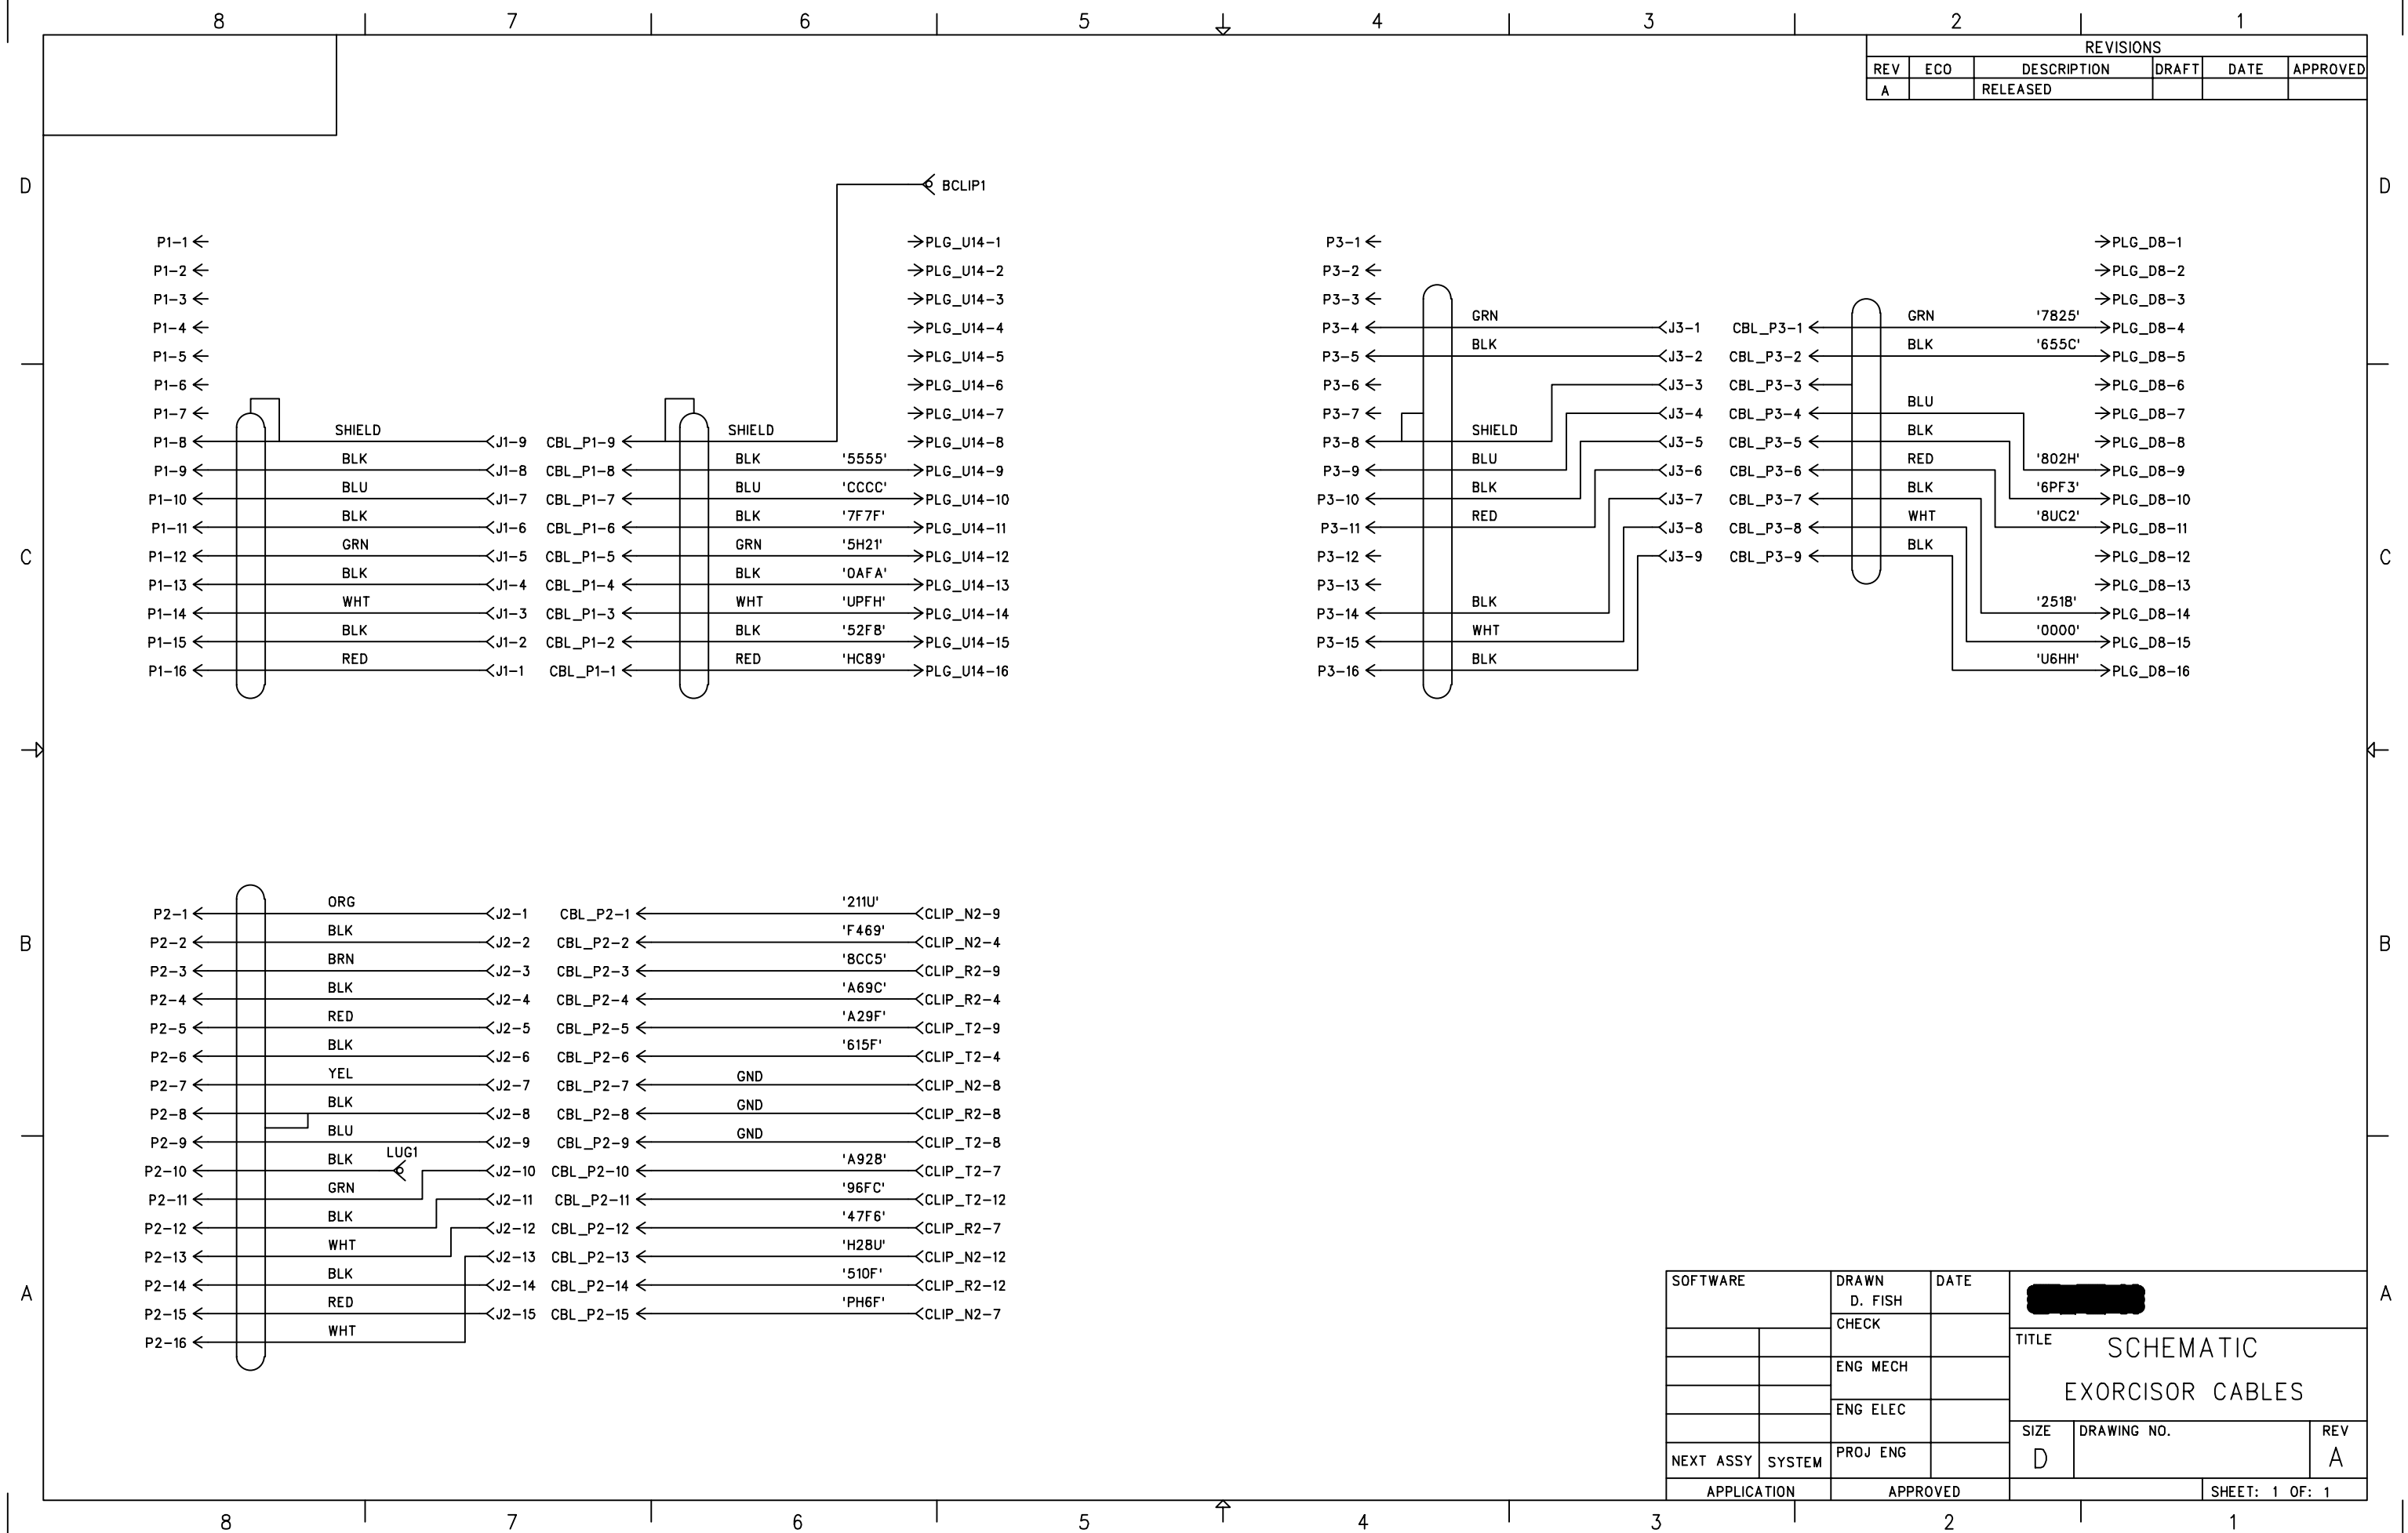 8 7 6 5 4 3 2 1
REVISIONS
REV ECO DESCRIPTION DRAFT DATE APPROVED
A RELEASED
D D
BCLIP1
P1-1 PLG_U14-1
P1-2 PLG_U14-2
P1-3 PLG_U14-3
P1-4 PLG_U14-4
P1-5 PLG_U14-5
P1-6 PLG_U14-6
P1-7 PLG_U14-7
P1-8 SHIELD J1-9 CBL_P1-9 SHIELD PLG_U14-8
P1-9 BLK J1-8 CBL_P1-8 BLK '5555' PLG_U14-9
P1-10 BLU J1-7 CBL_P1-7 BLU 'CCCC' PLG_U14-10
P1-11 BLK J1-6 CBL_P1-6 BLK '7F7F' PLG_U14-11
P1-12 GRN J1-5 CBL_P1-5 GRN '5H21' PLG_U14-12
P1-13 BLK J1-4 CBL_P1-4 BLK '0AFA' PLG_U14-13
P1-14 WHT J1-3 CBL_P1-3 WHT 'UPFH' PLG_U14-14
P1-15 BLK J1-2 CBL_P1-2 BLK '52F8' PLG_U14-15
P1-16 RED J1-1 CBL_P1-1 RED 'HC89' PLG_U14-16
P3-1 PLG_D8-1
P3-2 PLG_D8-2
P3-3 PLG_D8-3
P3-4 GRN J3-1 CBL_P3-1 GRN '7825' PLG_D8-4
P3-5 BLK J3-2 CBL_P3-2 BLK '655C' PLG_D8-5
P3-6 J3-3 CBL_P3-3 PLG_D8-6
P3-7 J3-4 CBL_P3-4 BLU PLG_D8-7
P3-8 SHIELD J3-5 CBL_P3-5 BLK PLG_D8-8
P3-9 BLU J3-6 CBL_P3-6 RED '802H' PLG_D8-9
P3-10 BLK J3-7 CBL_P3-7 BLK '6PF3' PLG_D8-10
P3-11 RED J3-8 CBL_P3-8 WHT '8UC2' PLG_D8-11
P3-12 J3-9 CBL_P3-9 BLK PLG_D8-12
P3-13 PLG_D8-13
P3-14 BLK '2518' PLG_D8-14
P3-15 WHT '0000' PLG_D8-15
P3-16 BLK 'U6HH' PLG_D8-16
C C
P2-1 ORG J2-1 CBL_P2-1 '211U' CLIP_N2-9
P2-2 BLK J2-2 CBL_P2-2 'F469' CLIP_N2-4
P2-3 BRN J2-3 CBL_P2-3 '8CC5' CLIP_R2-9
P2-4 BLK J2-4 CBL_P2-4 'A69C' CLIP_R2-4
P2-5 RED J2-5 CBL_P2-5 'A29F' CLIP_T2-9
P2-6 BLK J2-6 CBL_P2-6 '615F' CLIP_T2-4
P2-7 YEL J2-7 CBL_P2-7 GND CLIP_N2-8
P2-8 BLK J2-8 CBL_P2-8 GND CLIP_R2-8
P2-9 BLU J2-9 CBL_P2-9 GND CLIP_T2-8
P2-10 BLK LUG1 J2-10 CBL_P2-10 'A928' CLIP_T2-7
P2-11 GRN J2-11 CBL_P2-11 '96FC' CLIP_T2-12
P2-12 BLK J2-12 CBL_P2-12 '47F6' CLIP_R2-7
P2-13 WHT J2-13 CBL_P2-13 'H28U' CLIP_N2-12
P2-14 BLK J2-14 CBL_P2-14 '510F' CLIP_R2-12
P2-15 RED J2-15 CBL_P2-15 'PH6F' CLIP_N2-7
P2-16 WHT
B B
A A
SOFTWARE DRAWN DATE
D. FISH
CHECK
TITLE SCHEMATIC
ENG MECH
EXORCISOR CABLES
ENG ELEC
SIZE DRAWING NO. REV
D A
NEXT ASSY SYSTEM PROJ ENG
APPLICATION APPROVED SHEET: 1 OF: 1
8 7 6 5 4 3 2 1